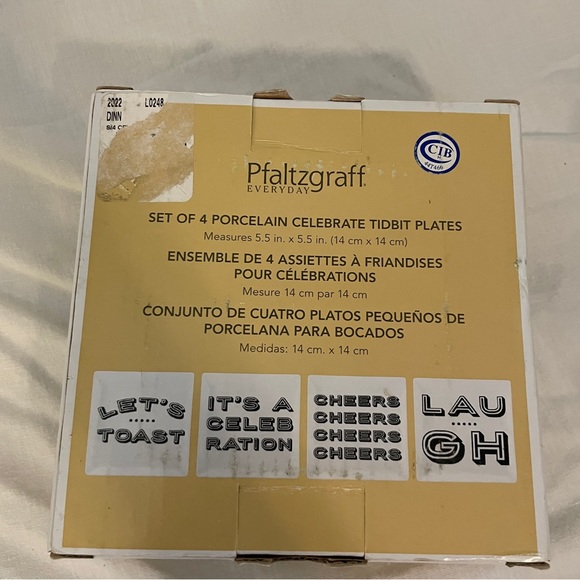 2022 L0248
DINN
CIB
Pfaltzgraff
EVERYDAY
SET OF 4 PORCELAIN CELEBRATE TIDBIT PLATES
Measures 5.5 in. x 5.5 in. (14 cm x 14 cm)
ENSEMBLE DE 4 ASSIETTES À FRIANDISES
POUR CÉLÉBRATIONS
Mesure 14 cm par 14 cm
CONJUNTO DE CUATRO PLATOS PEQUEÑOS DE
PORCELANA PARA BOCADOS
Medidas: 14 cm. x 14 cm
LET'S
TOAST
IT'S A
CELEB
RATION
CHEERS
CHEERS
CHEERS
CHEERS
LAU
GH